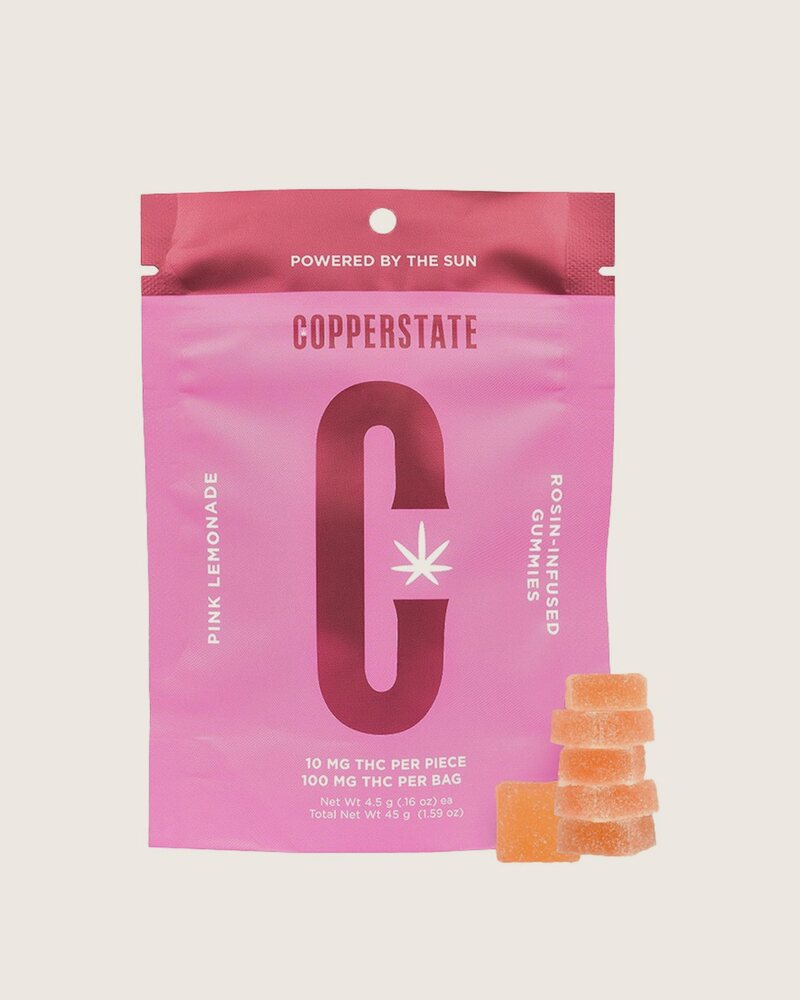 POWERED BY THE SUN
COPPERSTATE
C
PINK LEMONADE
ROSIN-INFUSED
GUMMIES
10 MG THC PER PIECE
100 MG THC PER BAG
Net Wt 4.5 g (.16 oz) ea
Total Net Wt 45 g (1.59 oz)